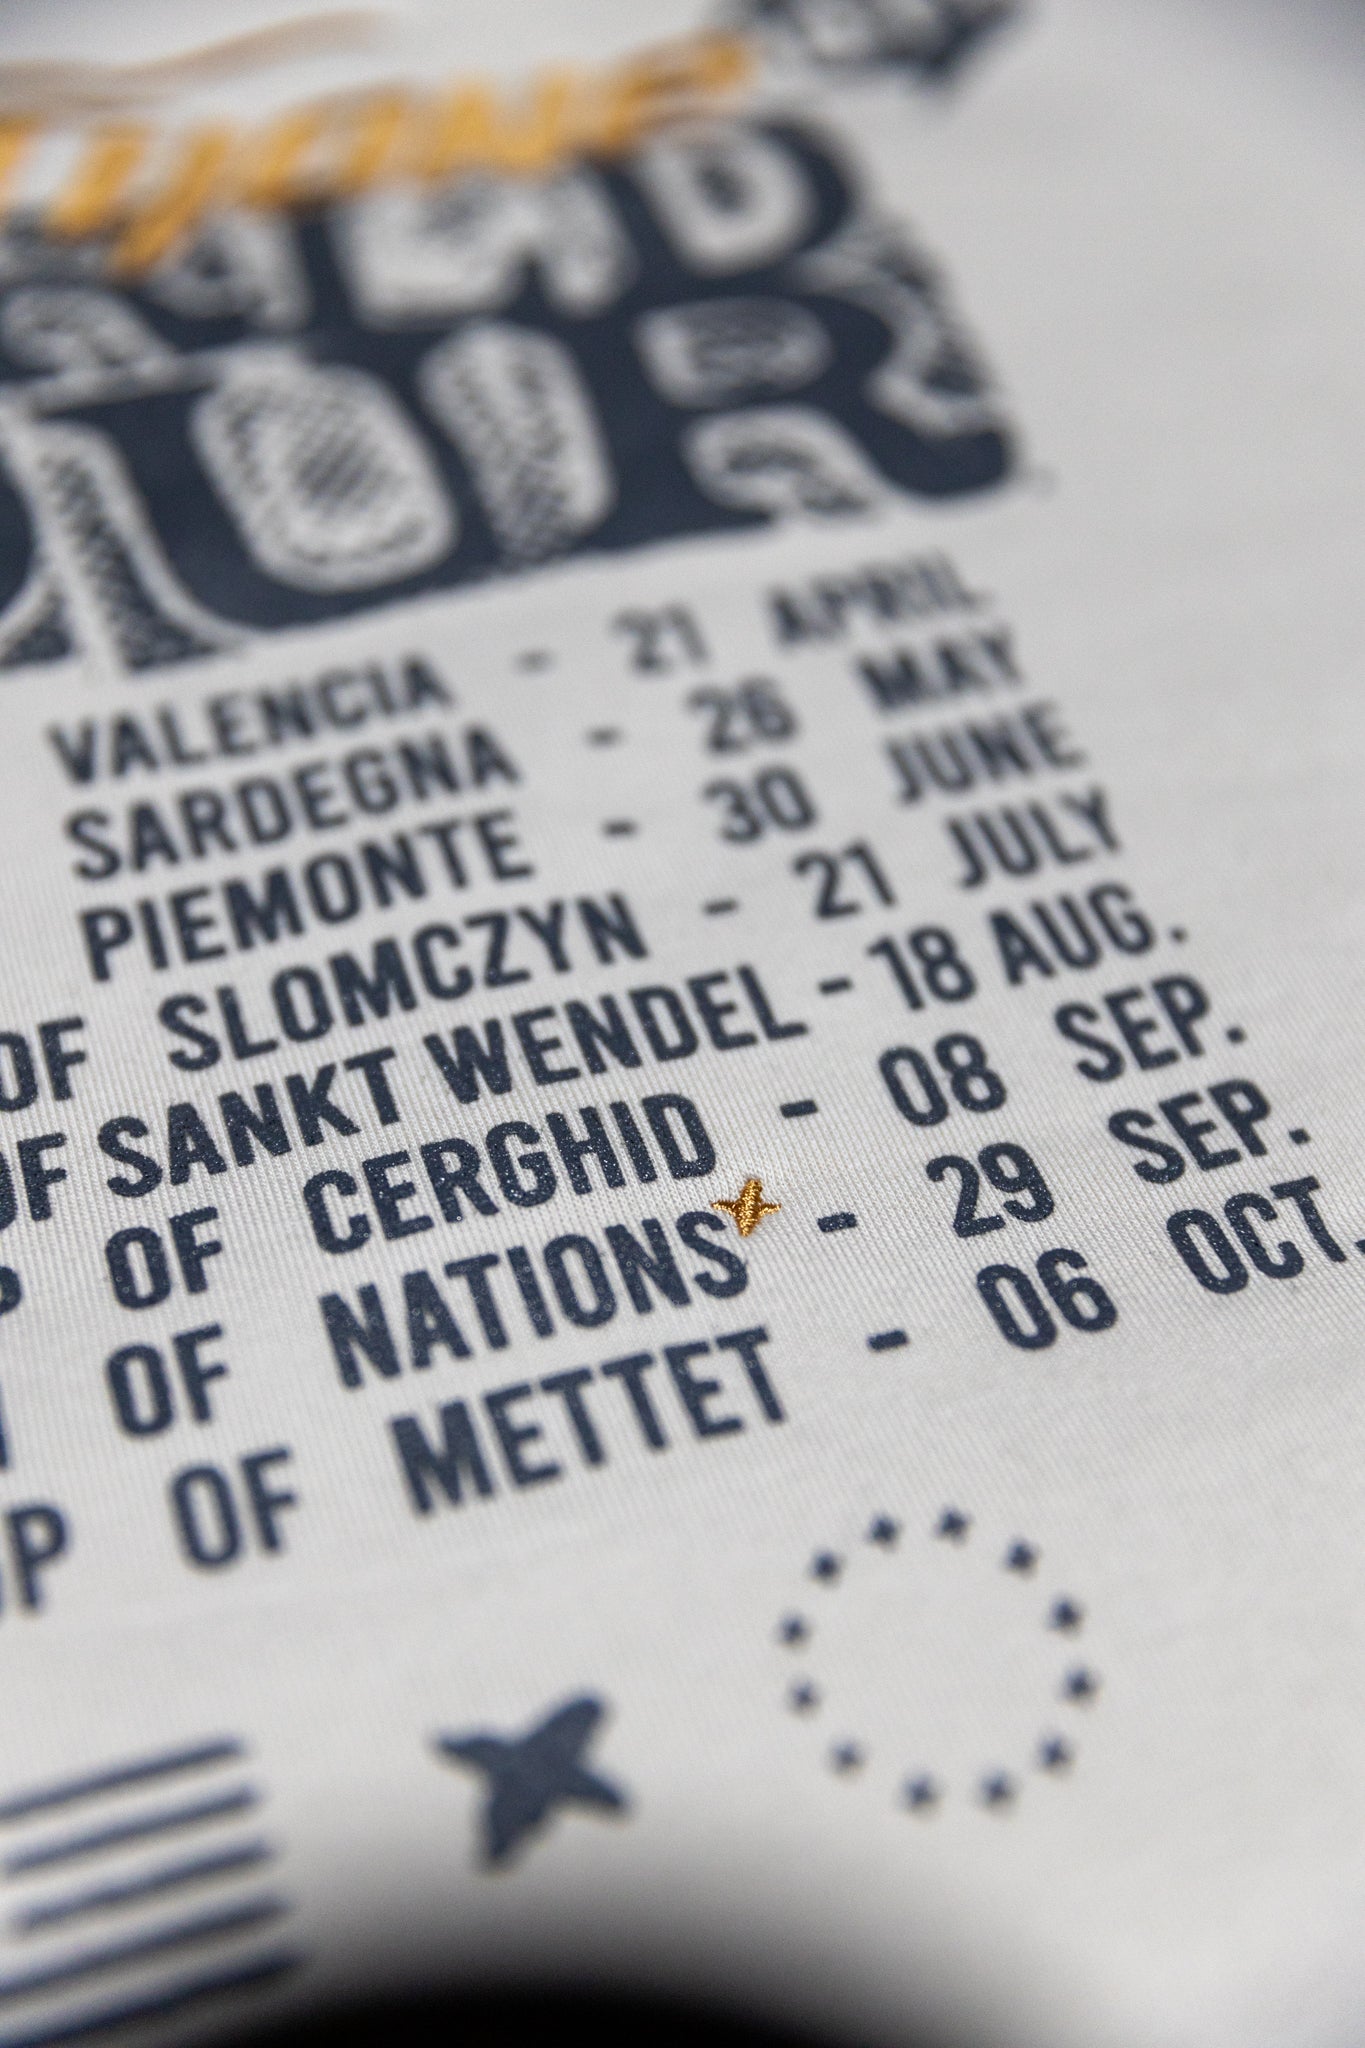 TOUR
VALENCIA - 21 APRIL
SARDEGNA - 26 MAY
PIEMONTE - 30 JUNE
OF SLOMCZYN - 21 JULY
OF SANKT WENDEL - 18 AUG.
OF CERGHID - 08 SEP.
OF NATIONS - 29 SEP.
OF METTET - 06 OCT.